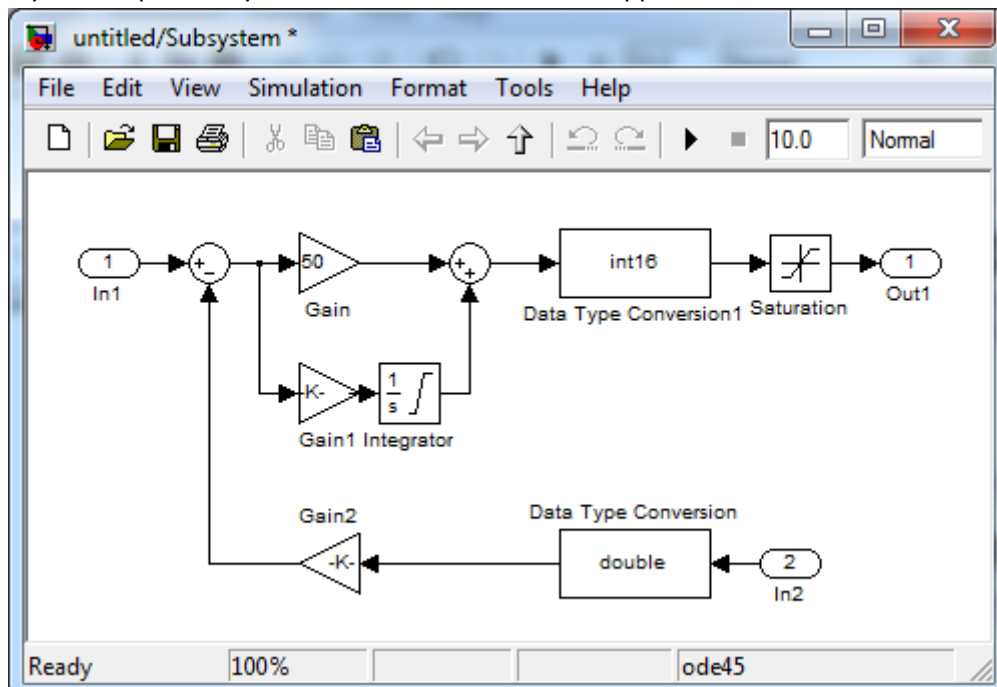 untitled/Subsystem *
File Edit View Simulation Format Tools Help
10.0 Normal
1
In1
+
-
50
Gain
+
+
int16
Data Type Conversion1
Saturation
1
Out1
-K-
Gain1
1
s
Integrator
Gain2
-K-
Data Type Conversion
double
2
In2
Ready 100% ode45